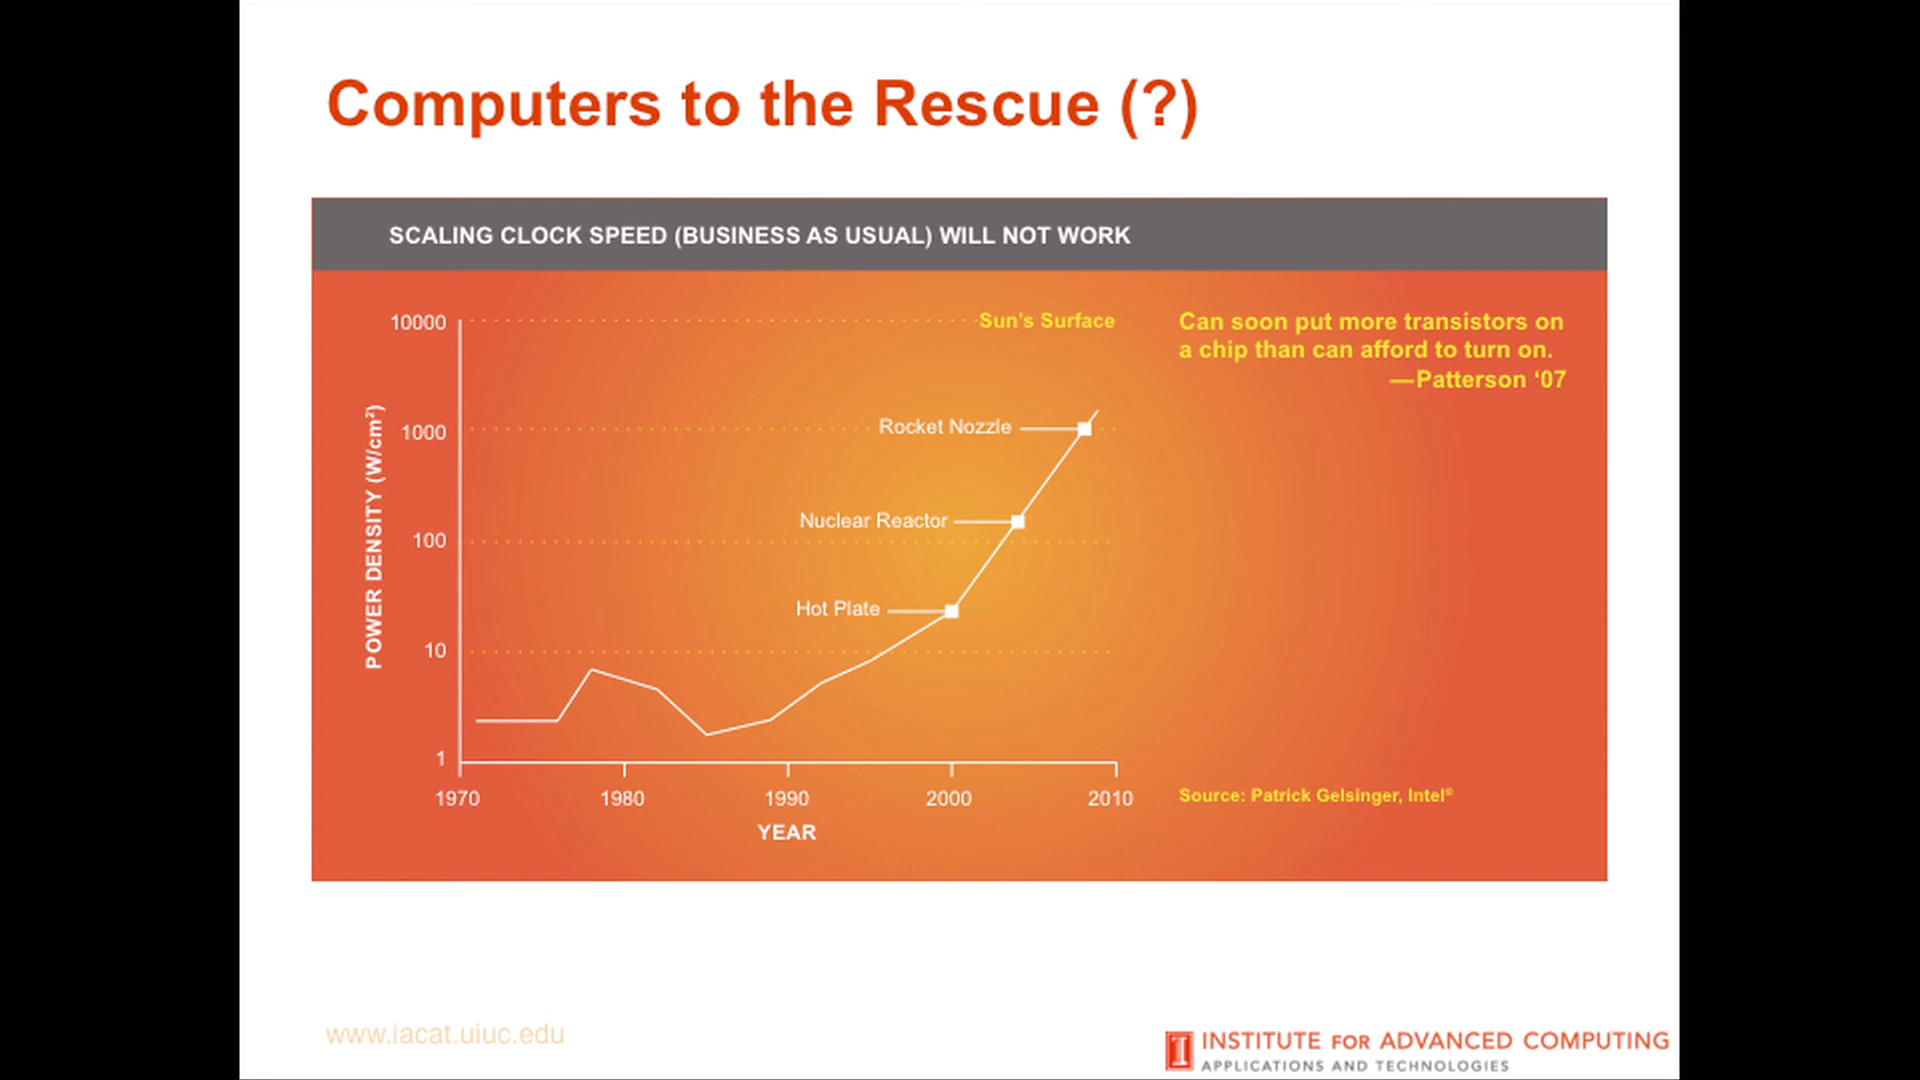 Computers to the Rescue (?)
SCALING CLOCK SPEED (BUSINESS AS USUAL) WILL NOT WORK
10000
Sun's Surface
Can soon put more transistors on
a chip than can afford to turn on.
—Patterson ‘07
POWER DENSITY (W/cm²)
1000
Rocket Nozzle
Nuclear Reactor
100
Hot Plate
10
1
1970
1980
1990
2000
2010
YEAR
Source: Patrick Gelsinger, Intel®
www.iacat.uiuc.edu
I
INSTITUTE FOR ADVANCED COMPUTING
APPLICATIONS AND TECHNOLOGIES